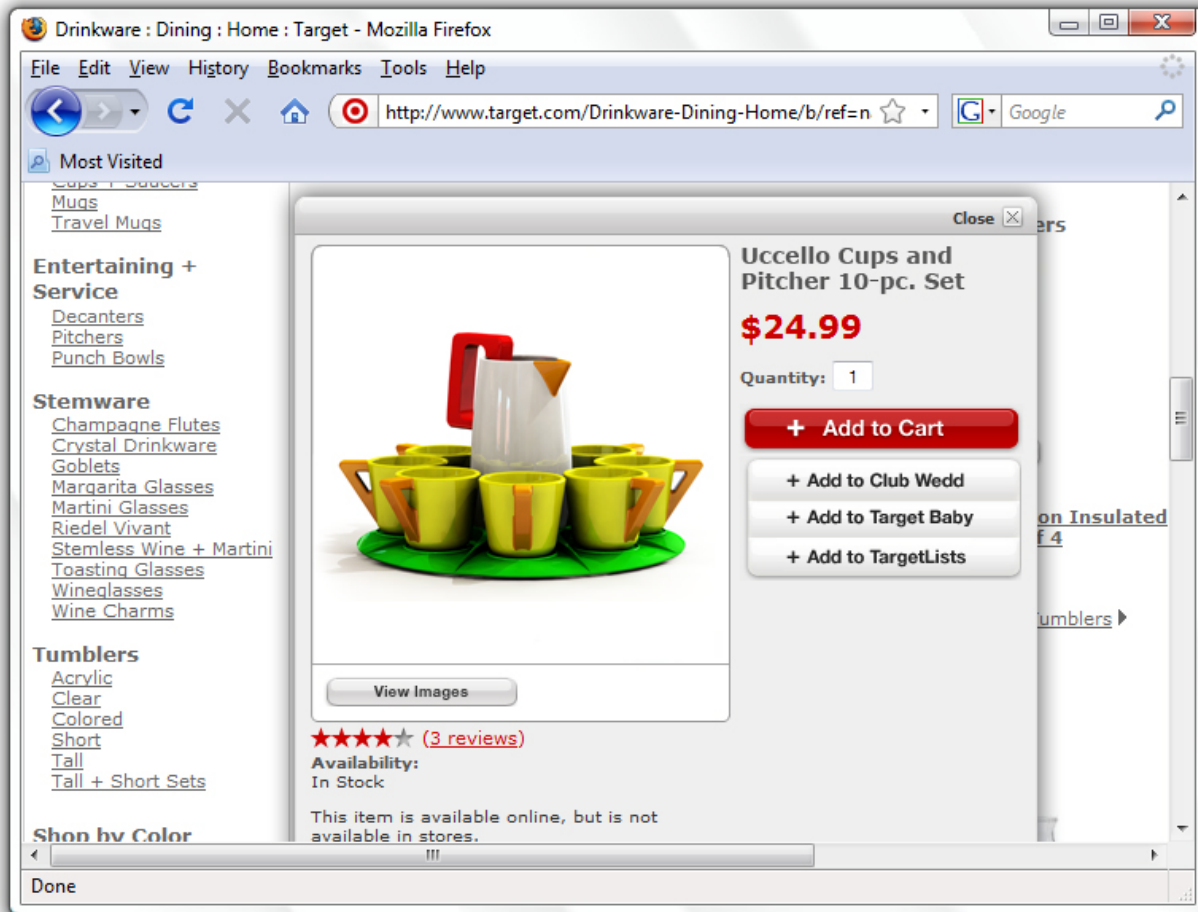 Drinkware : Dining : Home : Target - Mozilla Firefox
File Edit View History Bookmarks Tools Help
http://www.target.com/Drinkware-Dining-Home/b/ref=n
G Google
Most Visited
Cups + Saucers
Mugs
Travel Mugs
Entertaining +
Service
Decanters
Pitchers
Punch Bowls
Stemware
Champagne Flutes
Crystal Drinkware
Goblets
Margarita Glasses
Martini Glasses
Riedel Vivant
Stemless Wine + Martini
Toasting Glasses
Wineglasses
Wine Charms
Tumblers
Acrylic
Clear
Colored
Short
Tall
Tall + Short Sets
Shop by Color
Close
Uccello Cups and
Pitcher 10-pc. Set
$24.99
Quantity: 1
+ Add to Cart
+ Add to Club Wedd
+ Add to Target Baby
+ Add to TargetLists
View Images
(3 reviews)
Availability:
In Stock
This item is available online, but is not
available in stores.
ers
on Insulated
f 4
umblers
Done